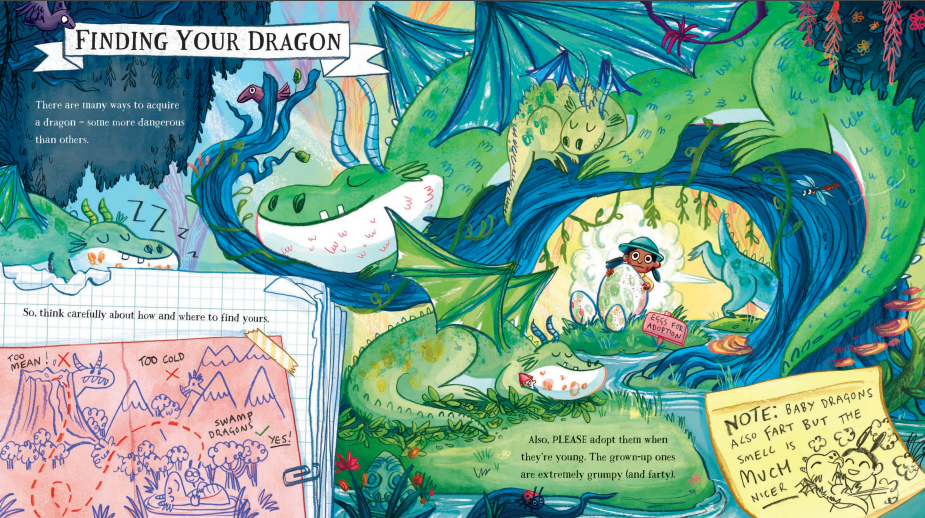 FINDING YOUR DRAGON
There are many ways to acquire
a dragon – some more dangerous
than others.
ZZZ
So, think carefully about how and where to find yours.
TOO
MEAN!
TOO COLD
SWAMP
DRAGONS
YES!
EGGS FOR
ADOPTION
Also, PLEASE adopt them when
they're young. The grown-up ones
are extremely grumpy (and farty).
NOTE: BABY DRAGONS
ALSO FART BUT THE
SMELL IS
MUCH
NICER